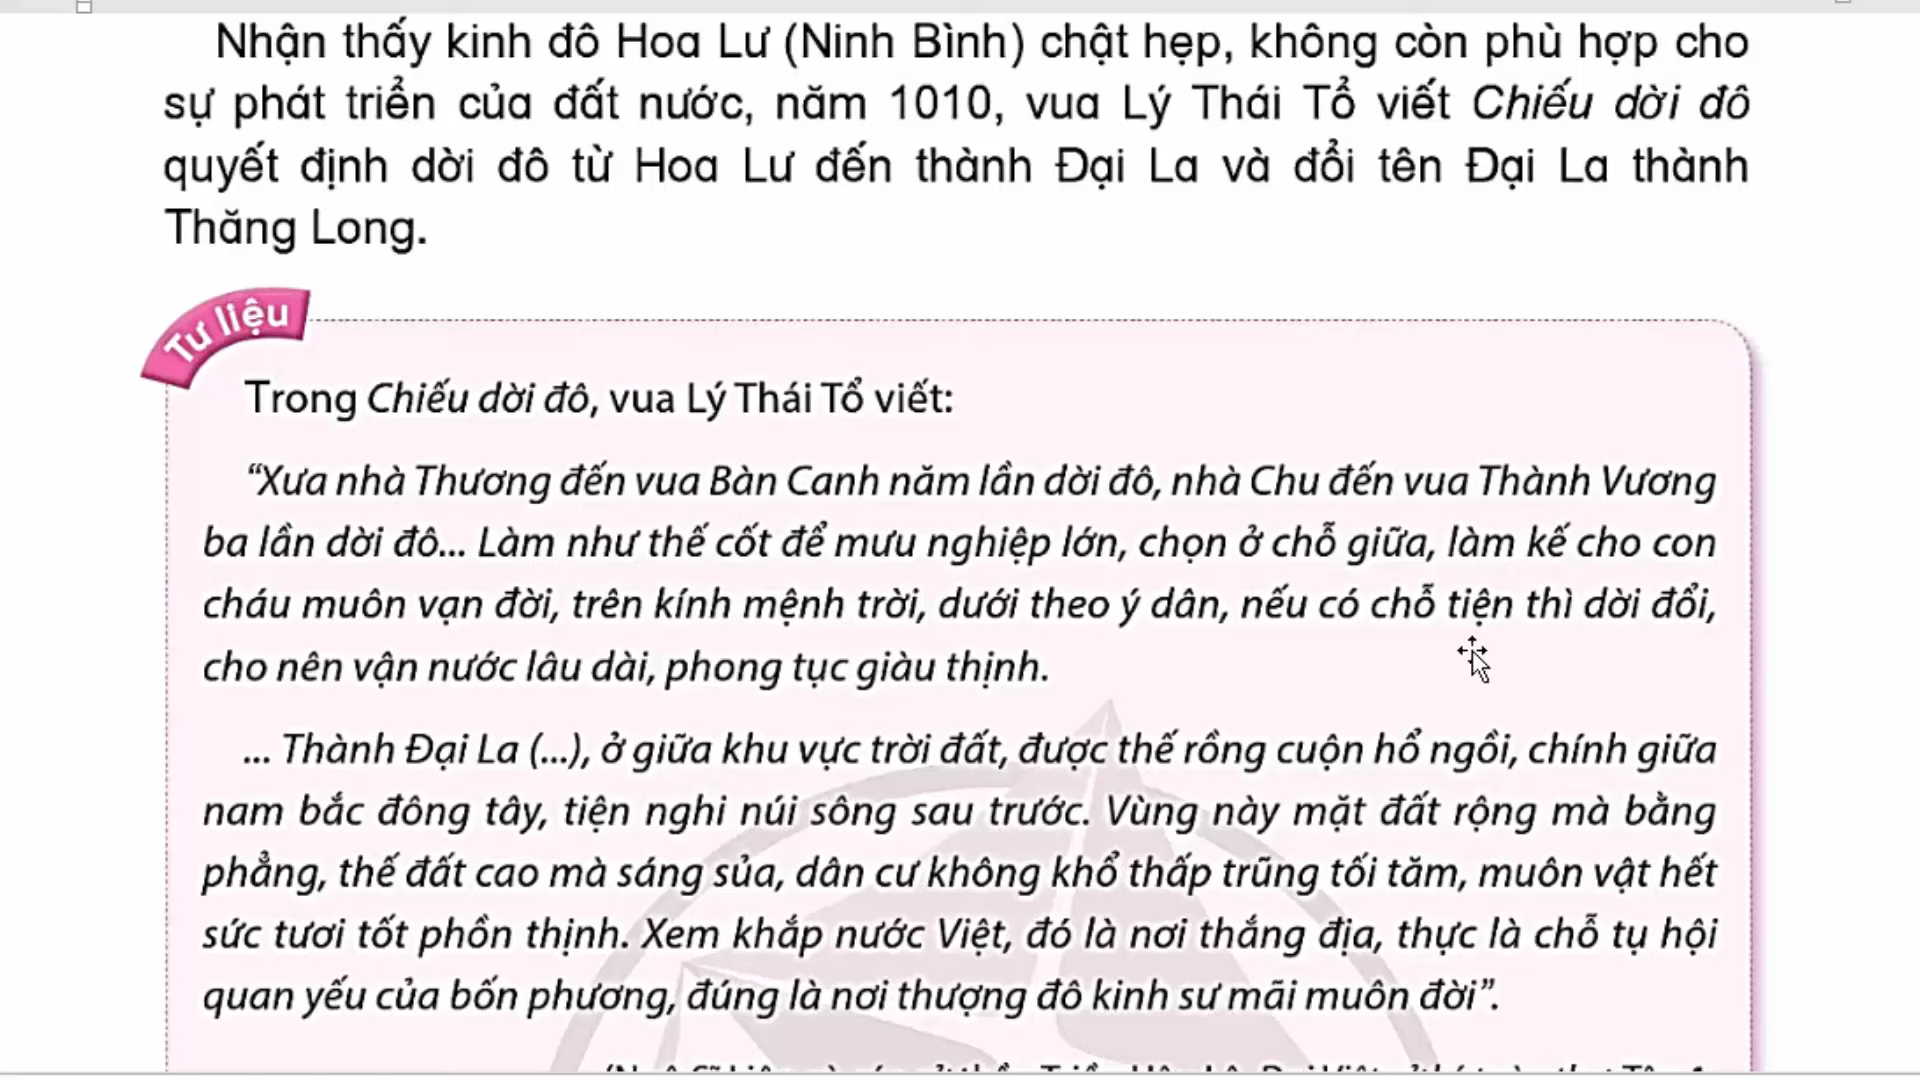 Nhận thấy kinh đô Hoa Lư (Ninh Bình) chật hẹp, không còn phù hợp cho
sự phát triển của đất nước, năm 1010, vua Lý Thái Tổ viết Chiếu dời đô
quyết định dời đô từ Hoa Lư đến thành Đại La và đổi tên Đại La thành
Thăng Long.
Tư liệu
Trong Chiếu dời đô, vua Lý Thái Tổ viết:
“Xưa nhà Thương đến vua Bàn Canh năm lần dời đô, nhà Chu đến vua Thành Vương
ba lần dời đô... Làm như thế cốt để mưu nghiệp lớn, chọn ở chỗ giữa, làm kế cho con
cháu muôn vạn đời, trên kính mệnh trời, dưới theo ý dân, nếu có chỗ tiện thì dời đổi,
cho nên vận nước lâu dài, phong tục giàu thịnh.
... Thành Đại La (...), ở giữa khu vực trời đất, được thế rồng cuộn hổ ngồi, chính giữa
nam bắc đông tây, tiện nghi núi sông sau trước. Vùng này mặt đất rộng mà bằng
phẳng, thế đất cao mà sáng sủa, dân cư không khổ thấp trũng tối tăm, muôn vật hết
sức tươi tốt phồn thịnh. Xem khắp nước Việt, đó là nơi thắng địa, thực là chỗ tụ hội
quan yếu của bốn phương, đúng là nơi thượng đô kinh sư mãi muôn đời”.